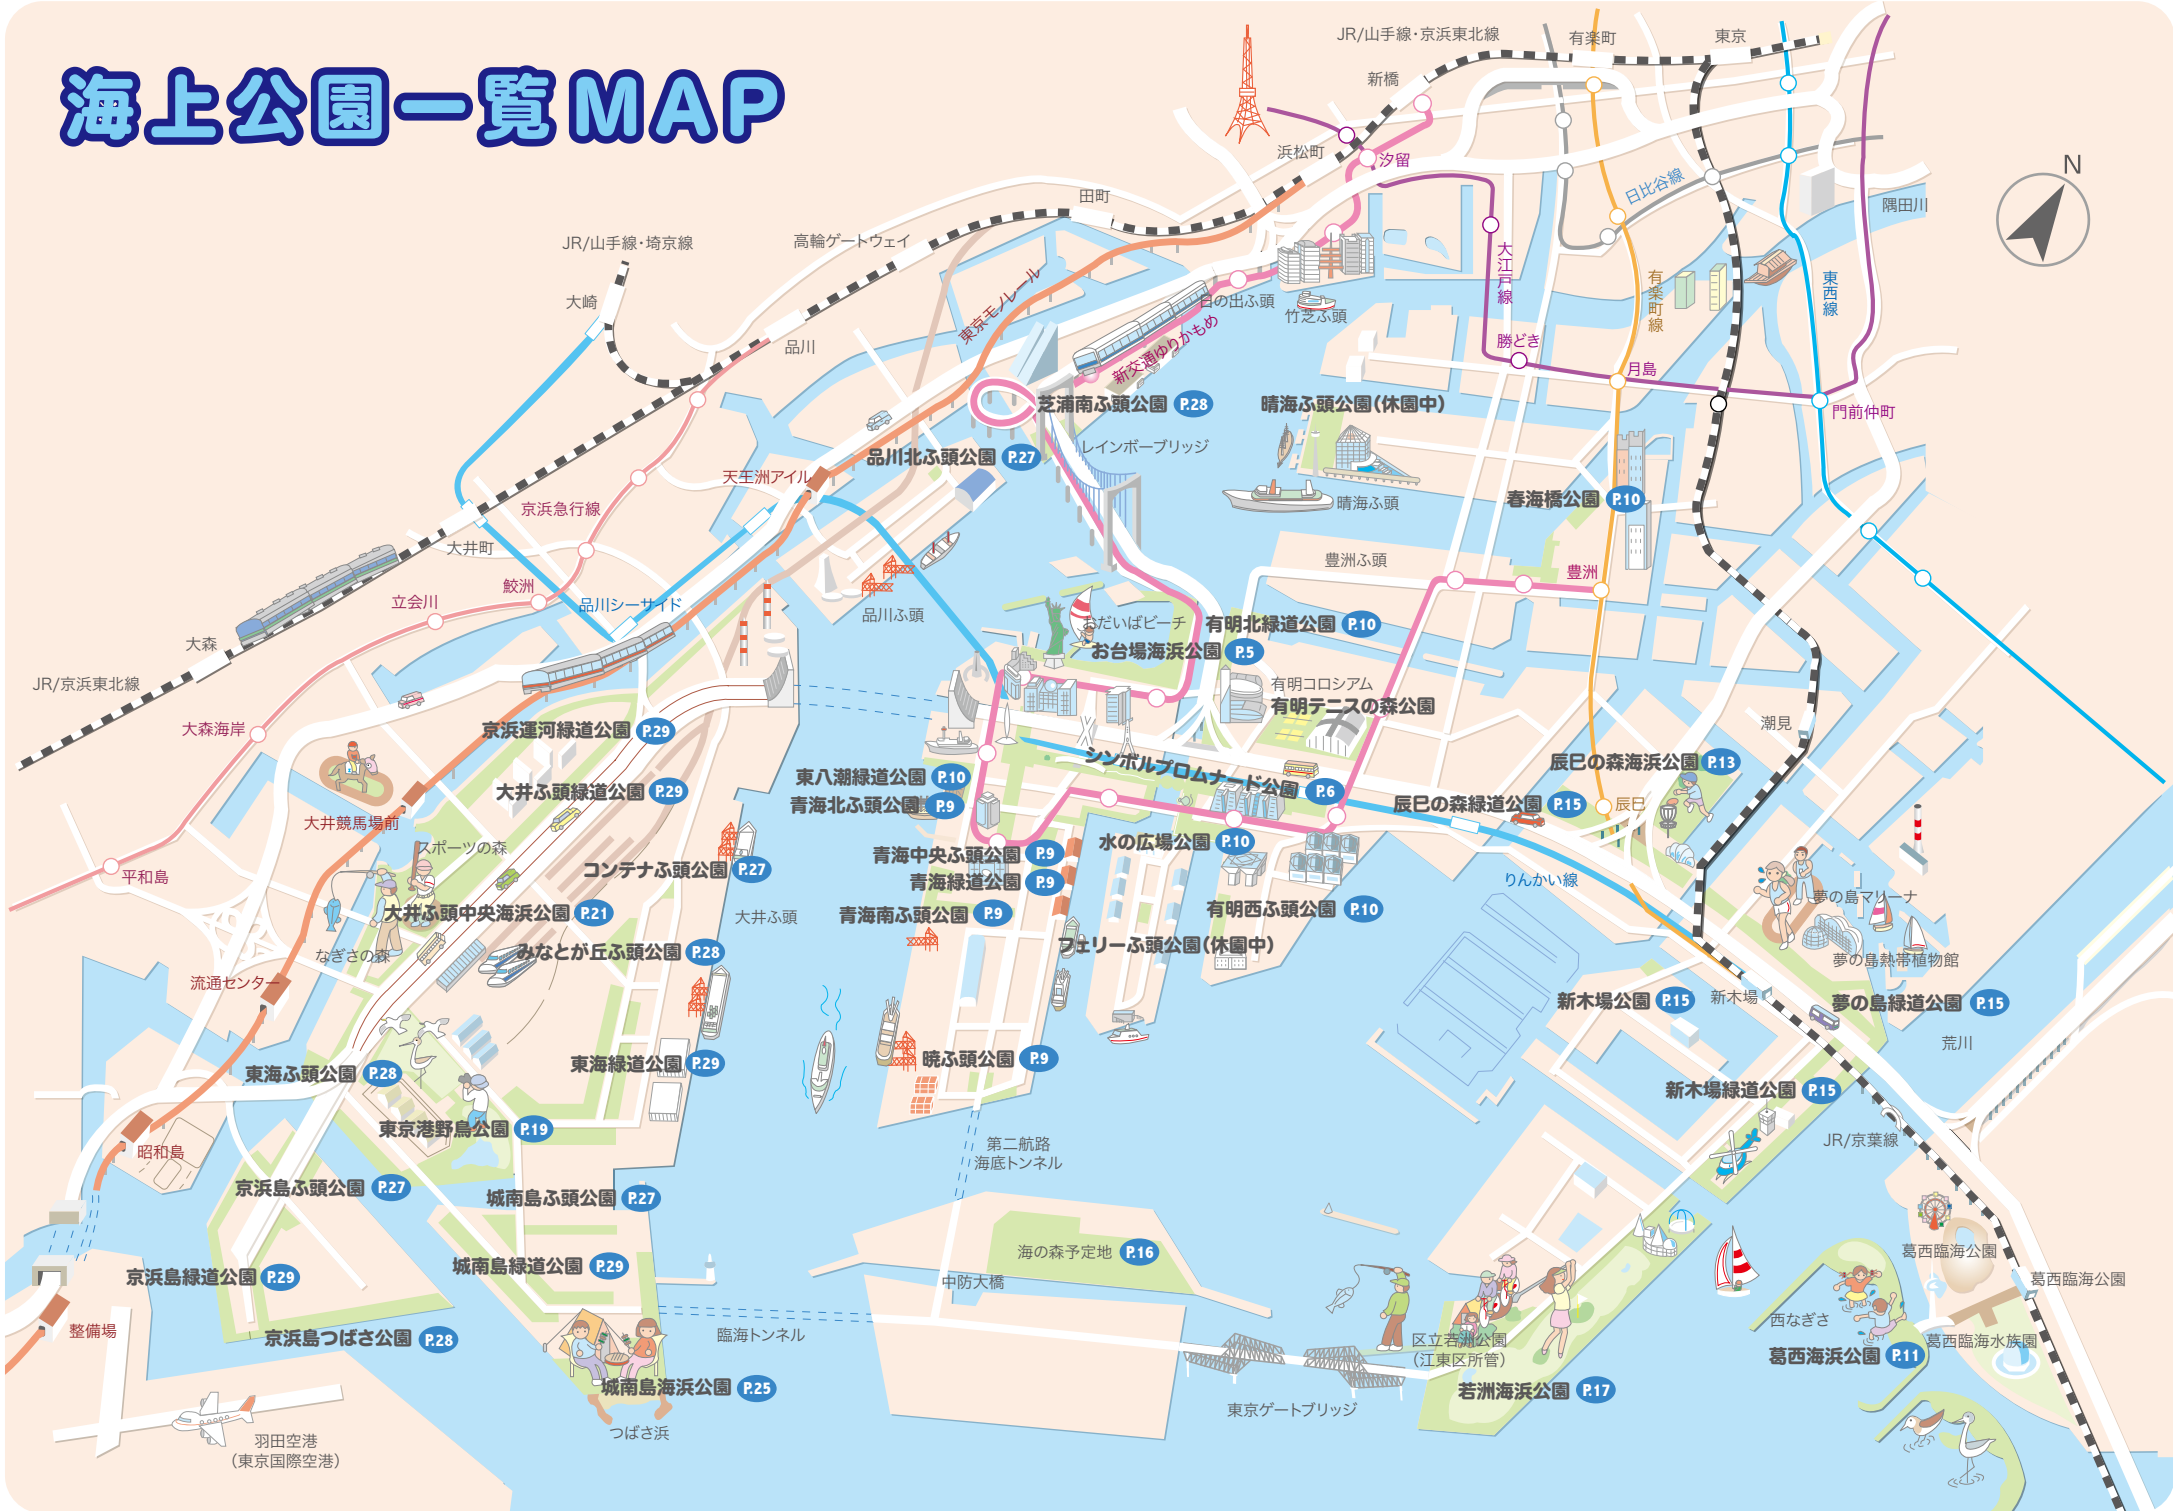 海上公園一覧MAP
JR/山手線・京浜東北線
有楽町
東京
新橋
N
浜松町
汐留
日比谷線
隅田川
田町
高輪ゲートウェイ
JR/山手線・埼京線
大崎
品川
東京モノレール
日の出ふ頭
竹芝ふ頭
新交通ゆりかもめ
大江戸線
有楽町線
東西線
勝どき
月島
門前仲町
芝浦南ふ頭公園 P.28
晴海ふ頭公園(休園中)
レインボーブリッジ
品川北ふ頭公園 P.27
天王洲アイル
晴海ふ頭
春海橋公園 P.10
京浜急行線
大井町
豊洲ふ頭
豊洲
鮫洲
立会川
品川シーサイド
品川ふ頭
おだいばビーチ
有明北緑道公園 P.10
お台場海浜公園 P.5
大森
JR/京浜東北線
有明コロシアム
有明テニスの森公園
大森海岸
京浜運河緑道公園 P.29
潮見
シンボルプロムナード公園 P.6
辰巳の森海浜公園 P.13
東八潮緑道公園 P.10
青海北ふ頭公園 P.9
大井ふ頭緑道公園 P.29
辰巳の森緑道公園 P.15
辰巳
大井競馬場前
スポーツの森
水の広場公園 P.10
青海中央ふ頭公園 P.9
コンテナふ頭公園 P.27
青海緑道公園 P.9
りんかい線
平和島
夢の島マリーナ
大井ふ頭中央海浜公園 P.21
大井ふ頭
青海南ふ頭公園 P.9
有明西ふ頭公園 P.10
フェリーふ頭公園(休園中)
なぎさの森
みなとが丘ふ頭公園 P.28
夢の島熱帯植物館
流通センター
新木場公園 P.15
新木場
夢の島緑道公園 P.15
荒川
東海ふ頭公園 P.28
東海緑道公園 P.29
暁ふ頭公園 P.9
新木場緑道公園 P.15
東京港野鳥公園 P.19
JR/京葉線
昭和島
第二航路
海底トンネル
京浜島ふ頭公園 P.27
城南島ふ頭公園 P.27
海の森予定地 P.16
葛西臨海公園
城南島緑道公園 P.29
京浜島緑道公園 P.29
中防大橋
葛西臨海公園
西なぎさ
整備場
京浜島つばさ公園 P.28
臨海トンネル
区立若洲公園
(江東区所管)
葛西臨海水族園
葛西海浜公園 P.11
城南島海浜公園 P.25
若洲海浜公園 P.17
東京ゲートブリッジ
つばさ浜
羽田空港
(東京国際空港)